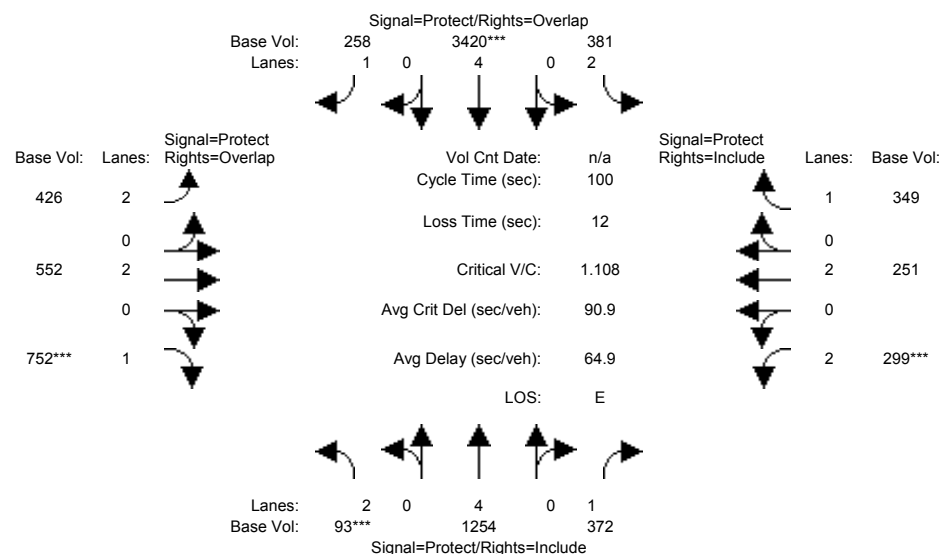 Signal=Protect/Rights=Overlap
Base Vol: 258 3420*** 381
Lanes: 1 0 4 0 2
Signal=Protect
Base Vol: Lanes: Rights=Overlap
Vol Cnt Date: n/a
Signal=Protect
Rights=Include Lanes: Base Vol:
Cycle Time (sec): 100
426 2
1 349
Loss Time (sec): 12
0
0
552 2
Critical V/C: 1.108
2 251
0
Avg Crit Del (sec/veh): 90.9
0
752*** 1
Avg Delay (sec/veh): 64.9
2 299***
LOS: E
Lanes: 2 0 4 0 1
Base Vol: 93*** 1254 372
Signal=Protect/Rights=Include